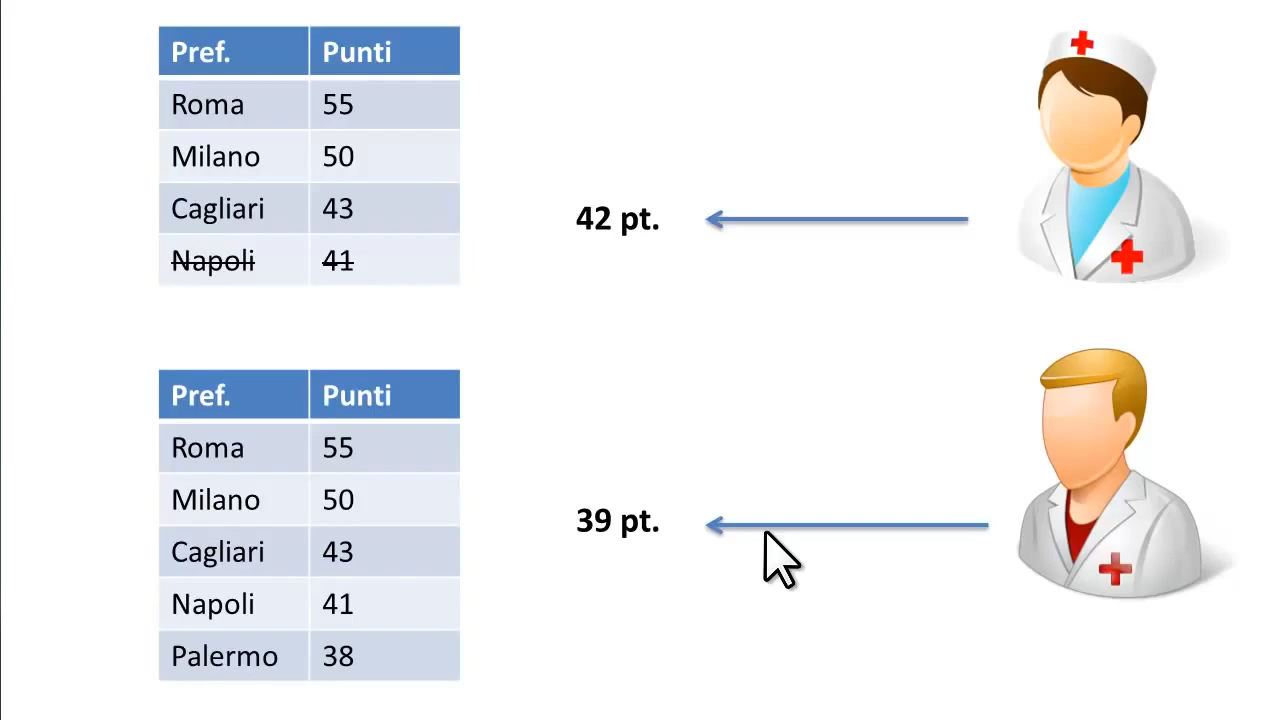 Pref. Punti
Roma 55
Milano 50
Cagliari 43
Napoli 41
42 pt.
Pref. Punti
Roma 55
Milano 50
Cagliari 43
Napoli 41
Palermo 38
39 pt.